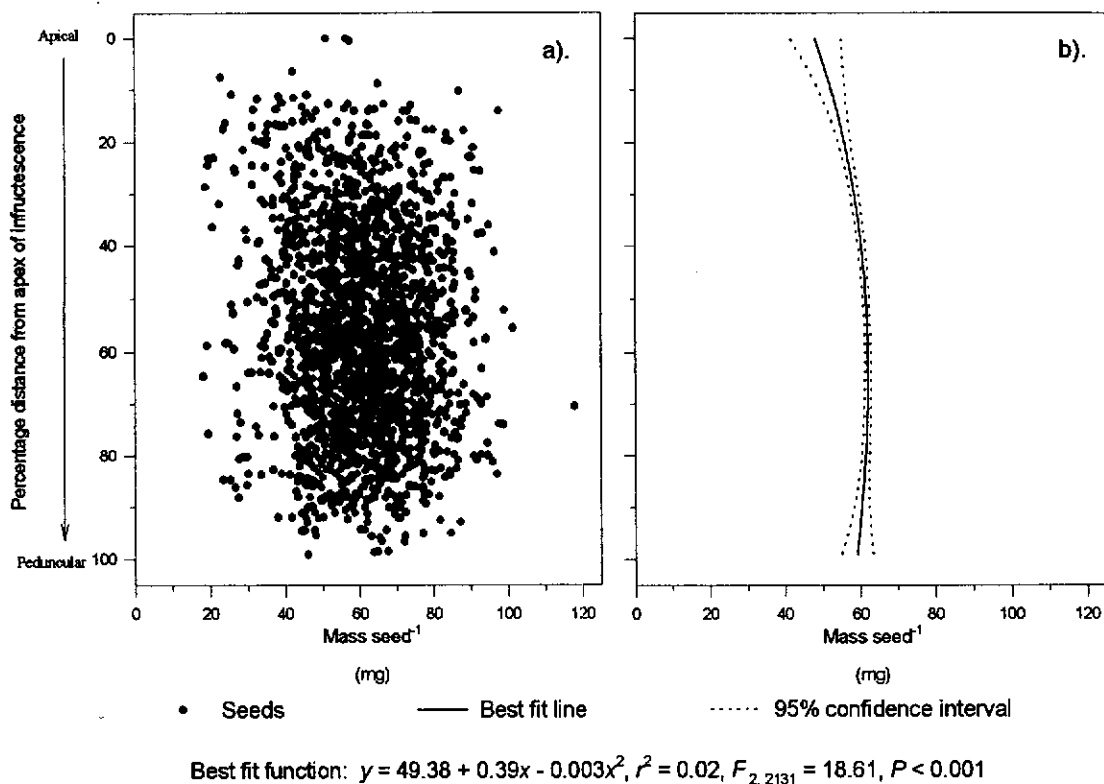 Apical
Percentage distance from apex of infructescence
Peduncular
0
20
40
60
80
100
a).
0 20 40 60 80 100 120
Mass seed-1
(mg)
b).
0 20 40 60 80 100 120
Mass seed-1
(mg)
Seeds
Best fit line
95% confidence interval
Best fit function: y = 49.38 + 0.39x - 0.003x², r² = 0.02, F2, 2131 = 18.61, P < 0.001